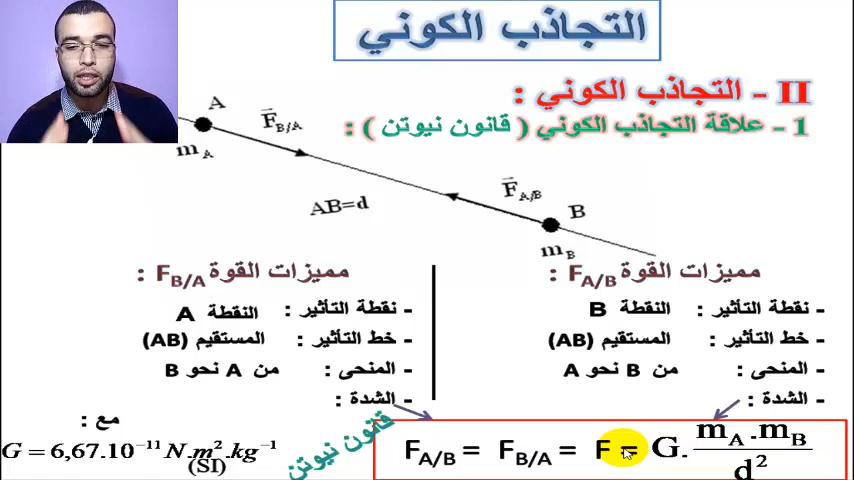 التجاذب الكوني
II - التجاذب الكوني :
1 - علاقة التجاذب الكوني ( قانون نيوتن ) :
A
F⃗B/A
mA
AB=d
F⃗A/B
B
mB
مميزات القوة FA/B :
- نقطة التأثير : النقطة B
- خط التأثير : المستقيم (AB)
- المنحى : من B نحو A
- الشدة :
مميزات القوة FB/A :
- نقطة التأثير : النقطة A
- خط التأثير : المستقيم (AB)
- المنحى : من A نحو B
- الشدة :
قانون نيوتن
FA/B = FB/A = F = G. mA.mB / d²
مع :
G = 6,67.10⁻¹¹ N.m².kg⁻¹
(SI)